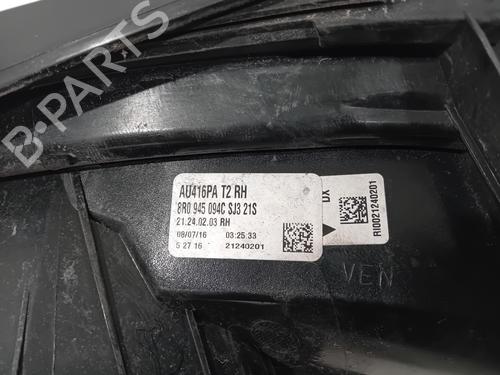 B-PARTS
AU416PA T2 RH
8R0 945 094C SJ3 21S
21.24.02.03 RH
08/07/16 03:25:33
5 27 16 21240201
DX
RI0021240201
VEN